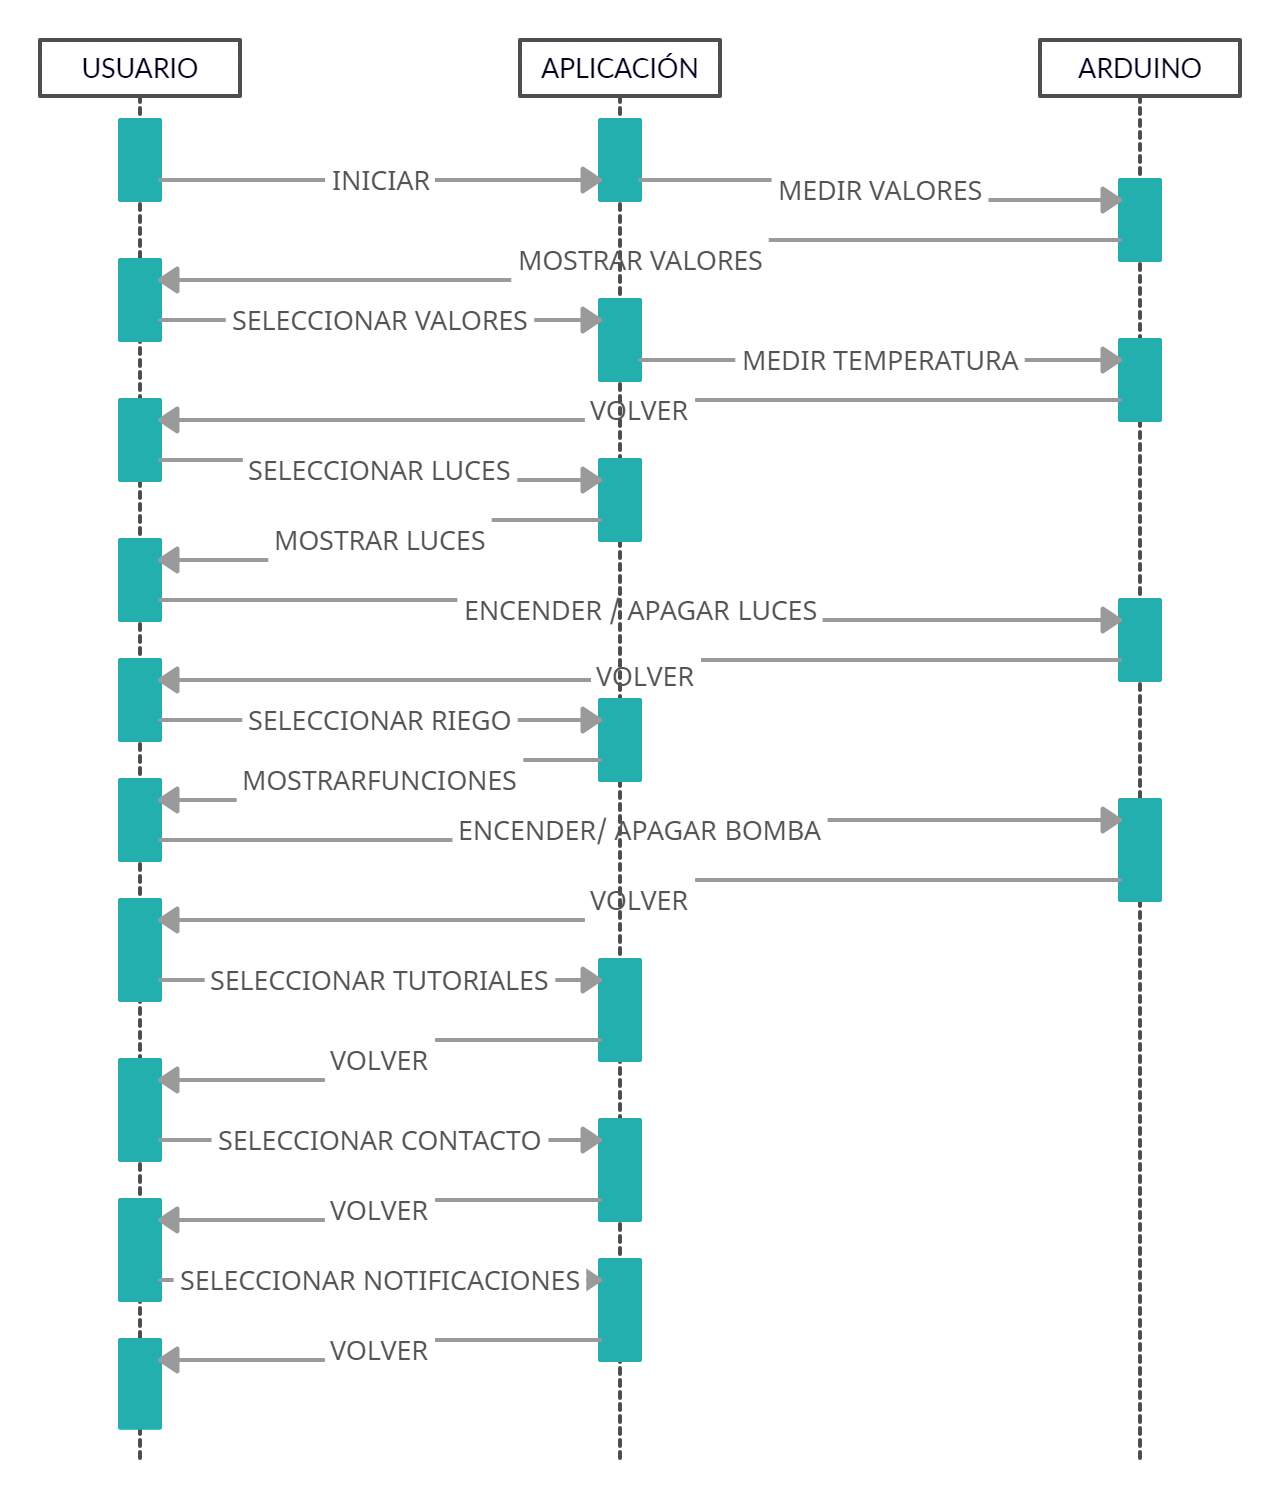 USUARIO
APLICACIÓN
ARDUINO
INICIAR
MEDIR VALORES
MOSTRAR VALORES
SELECCIONAR VALORES
MEDIR TEMPERATURA
VOLVER
SELECCIONAR LUCES
MOSTRAR LUCES
ENCENDER / APAGAR LUCES
VOLVER
SELECCIONAR RIEGO
MOSTRARFUNCIONES
ENCENDER/ APAGAR BOMBA
VOLVER
SELECCIONAR TUTORIALES
VOLVER
SELECCIONAR CONTACTO
VOLVER
SELECCIONAR NOTIFICACIONES
VOLVER